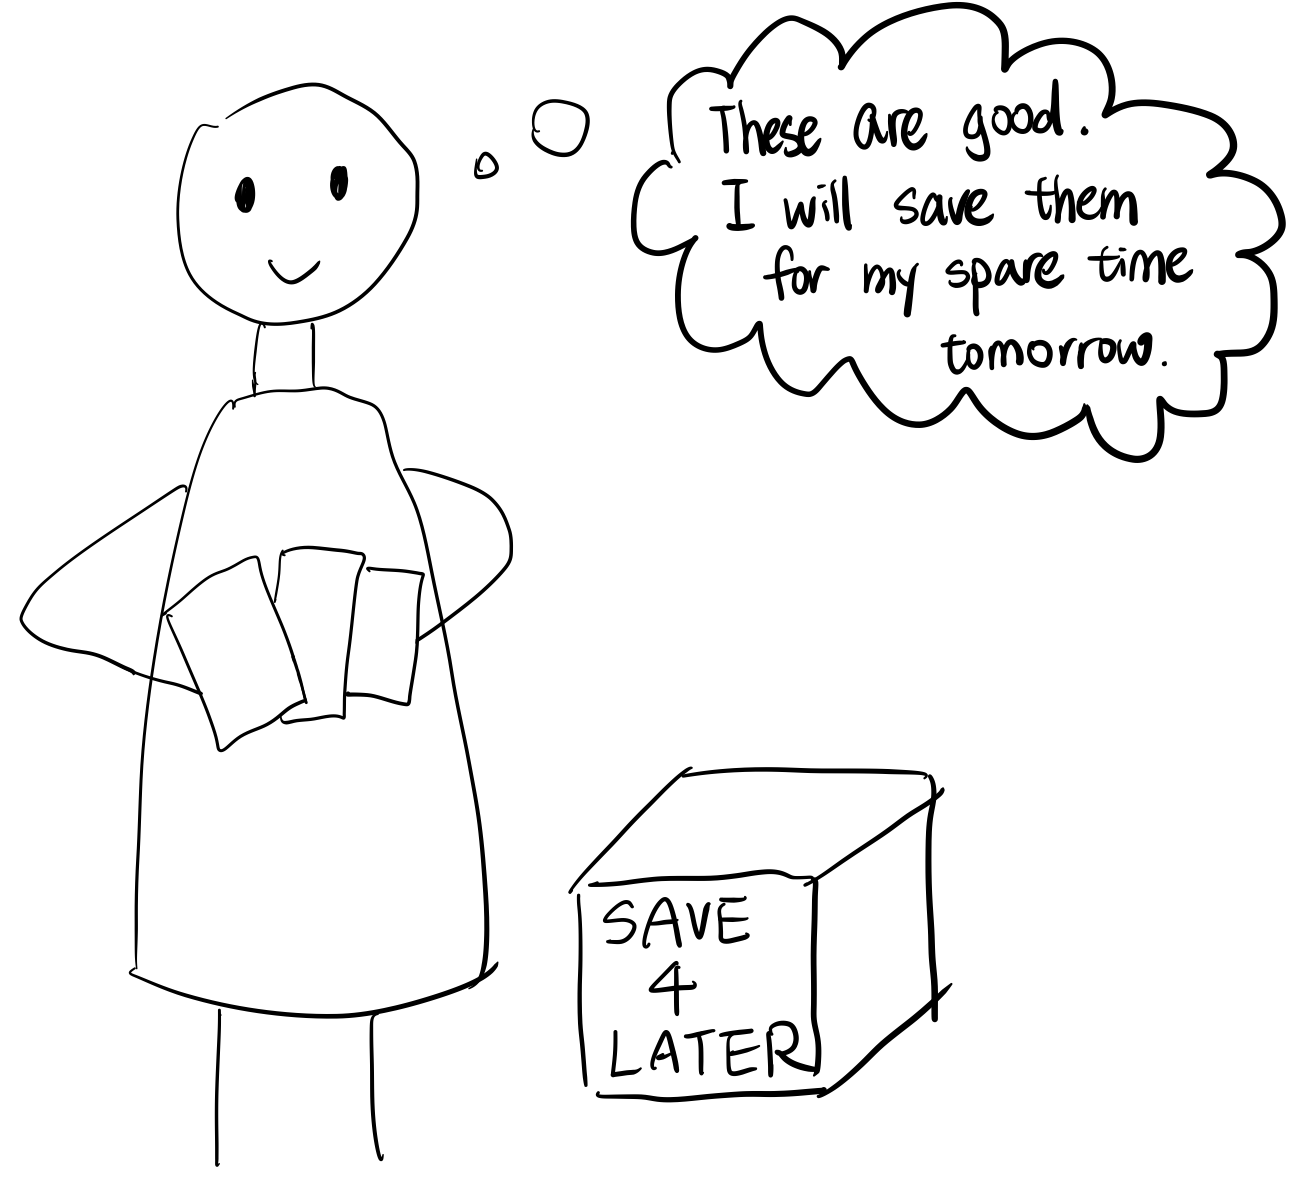 These are good.
I will save them
for my spare time
tomorrow.
SAVE
4
LATER